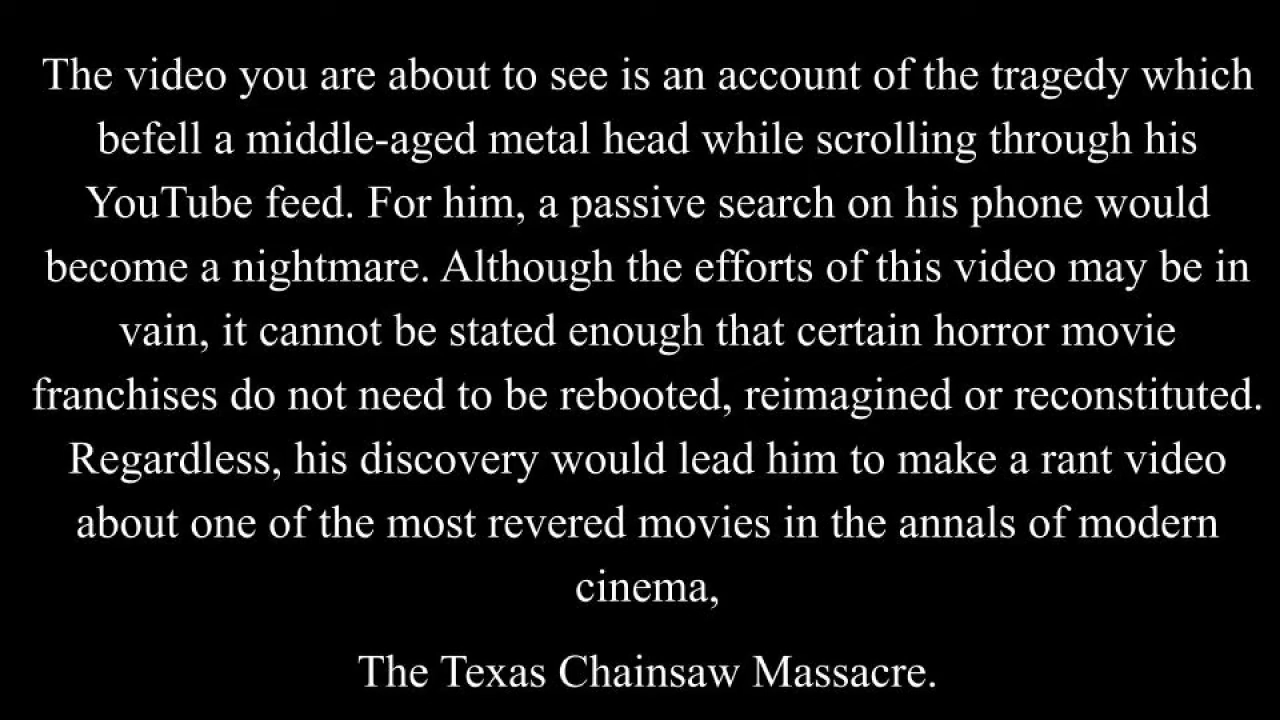 The video you are about to see is an account of the tragedy which
befell a middle-aged metal head while scrolling through his
YouTube feed. For him, a passive search on his phone would
become a nightmare. Although the efforts of this video may be in
vain, it cannot be stated enough that certain horror movie
franchises do not need to be rebooted, reimagined or reconstituted.
Regardless, his discovery would lead him to make a rant video
about one of the most revered movies in the annals of modern
cinema,
The Texas Chainsaw Massacre.